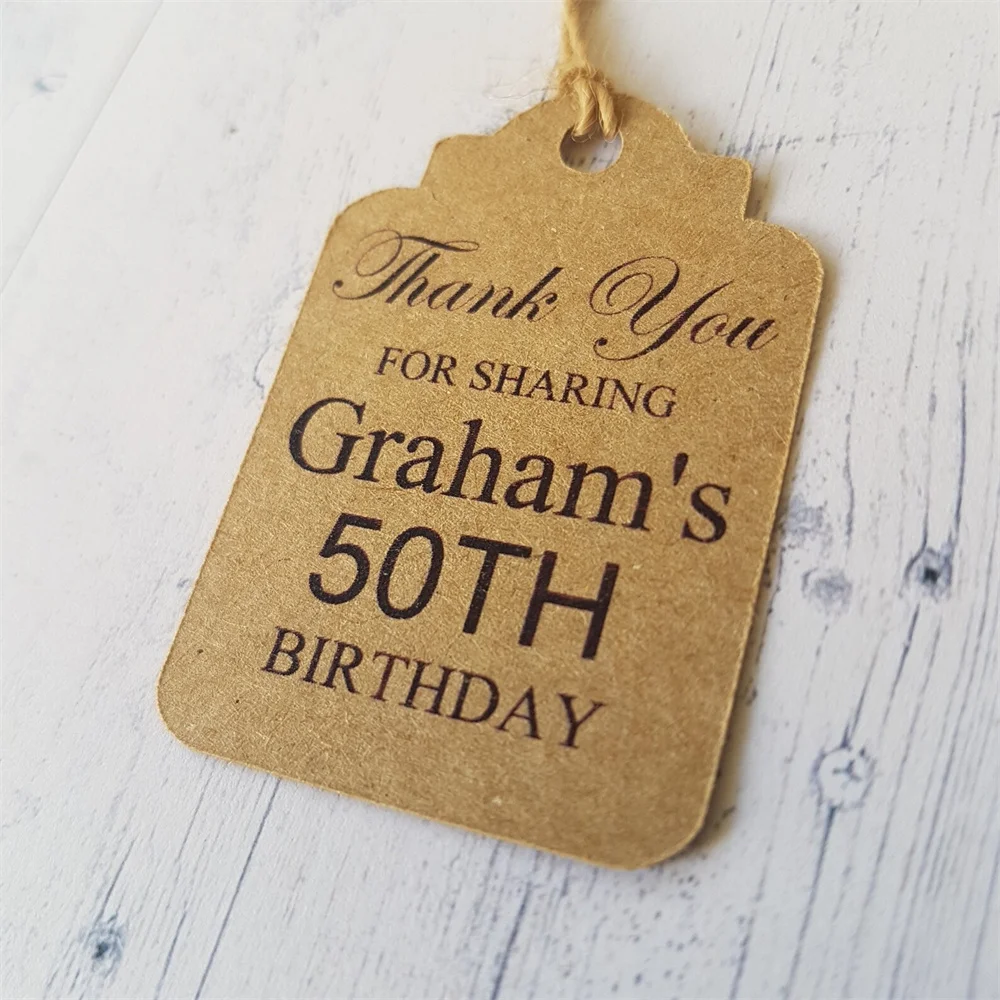 Thank You
FOR SHARING
Graham's
50TH
BIRTHDAY